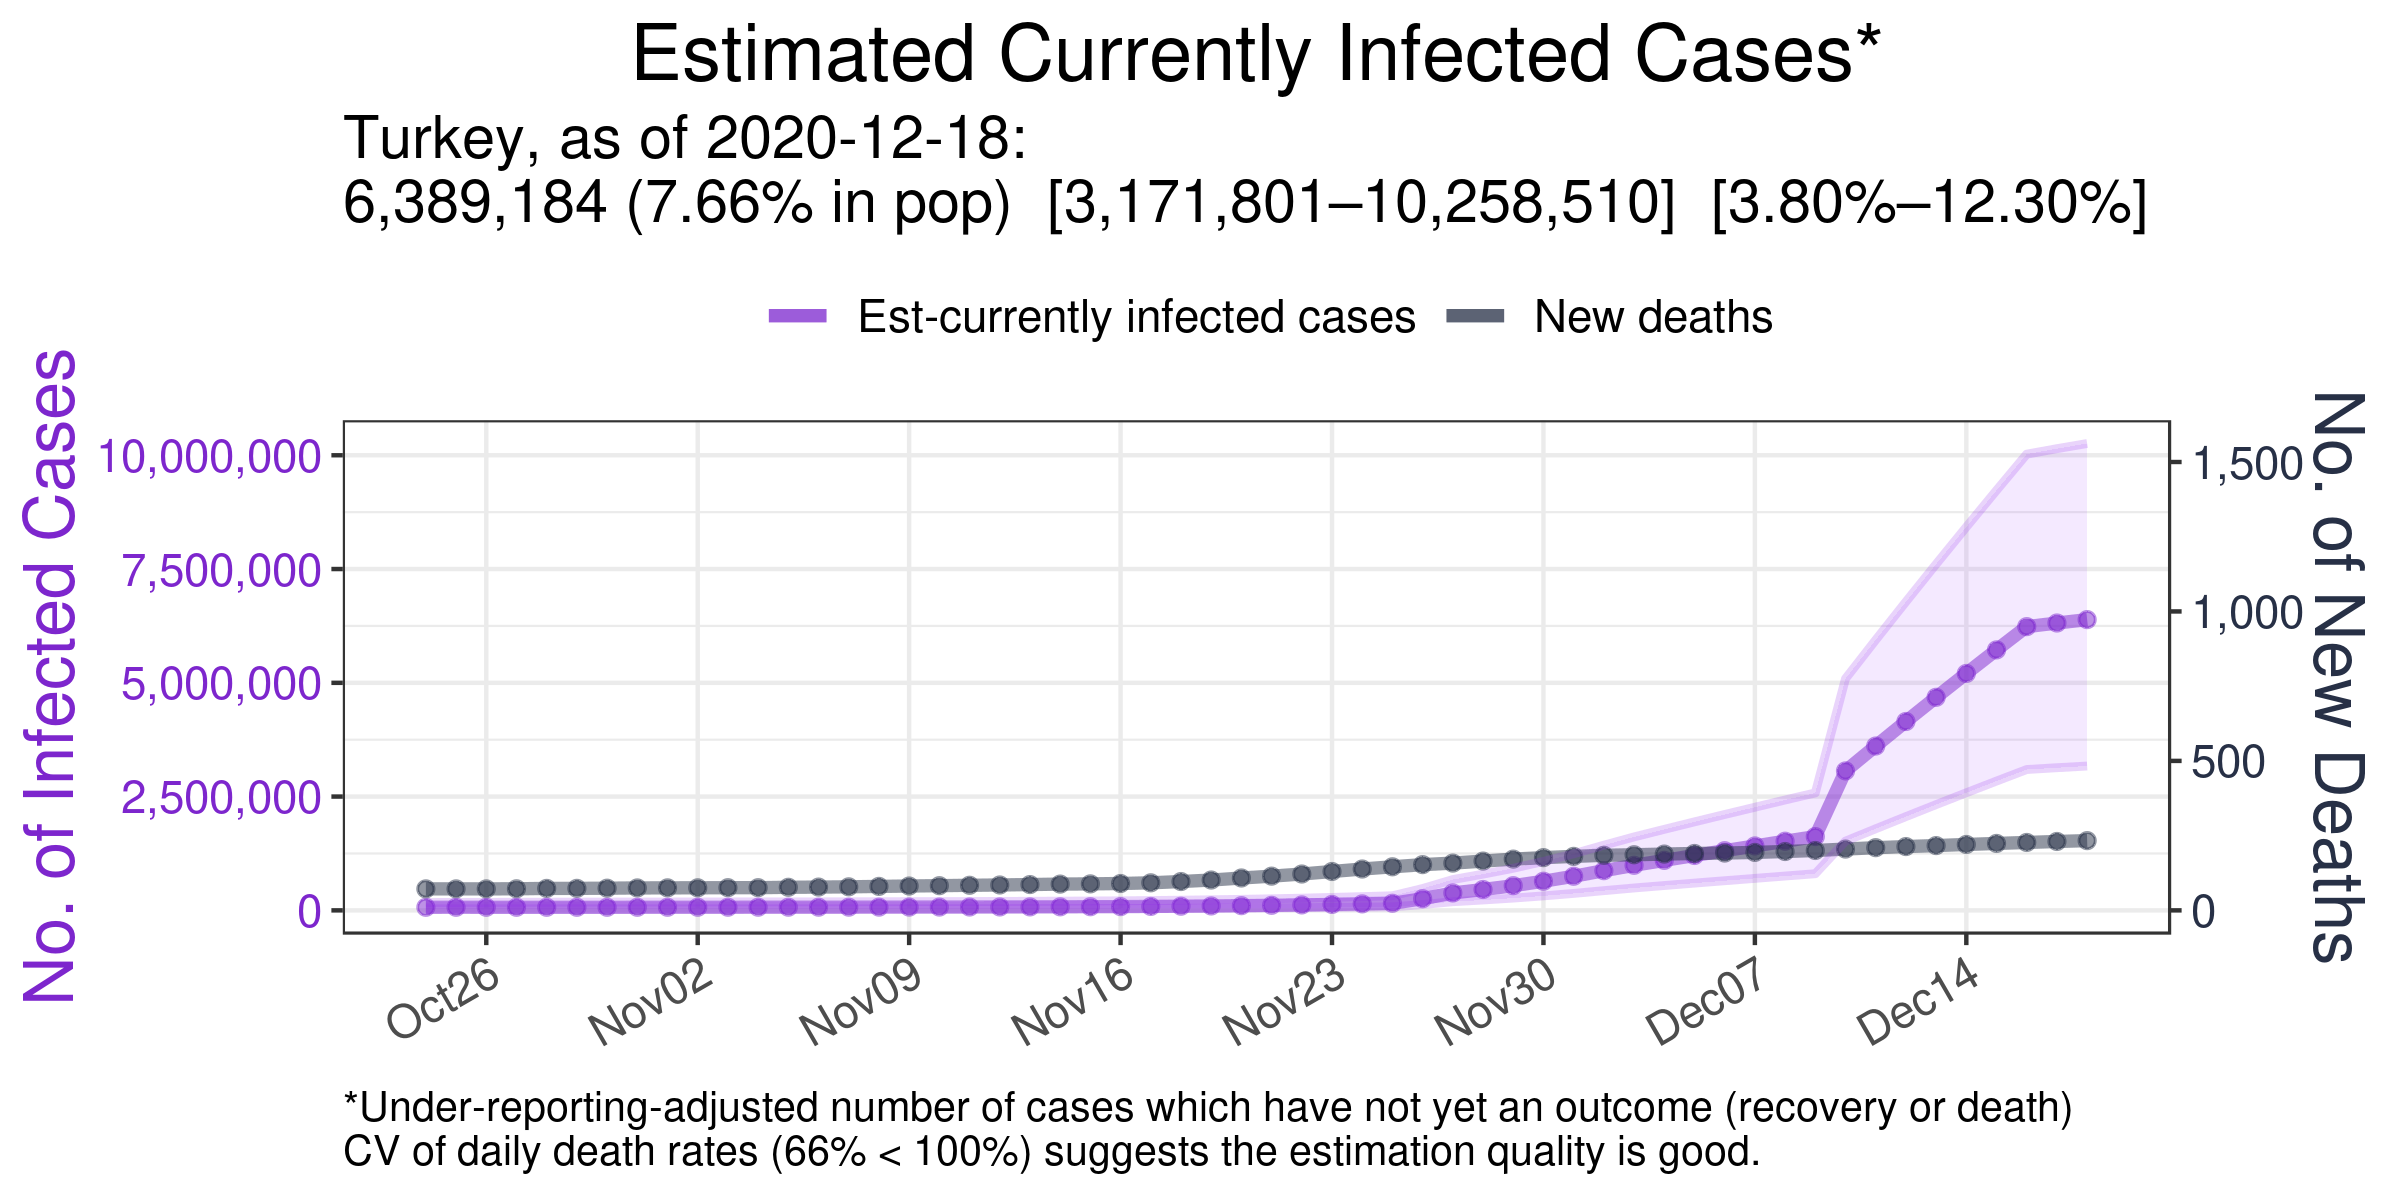 Estimated Currently Infected Cases*
Turkey, as of 2020-12-18:
6,389,184 (7.66% in pop)  [3,171,801–10,258,510]  [3.80%–12.30%]
Est-currently infected cases
New deaths
No. of Infected Cases
10,000,000
7,500,000
5,000,000
2,500,000
0
1,500
1,000
500
0
No. of New Deaths
Oct26
Nov02
Nov09
Nov16
Nov23
Nov30
Dec07
Dec14
*Under-reporting-adjusted number of cases which have not yet an outcome (recovery or death)
CV of daily death rates (66% < 100%) suggests the estimation quality is good.